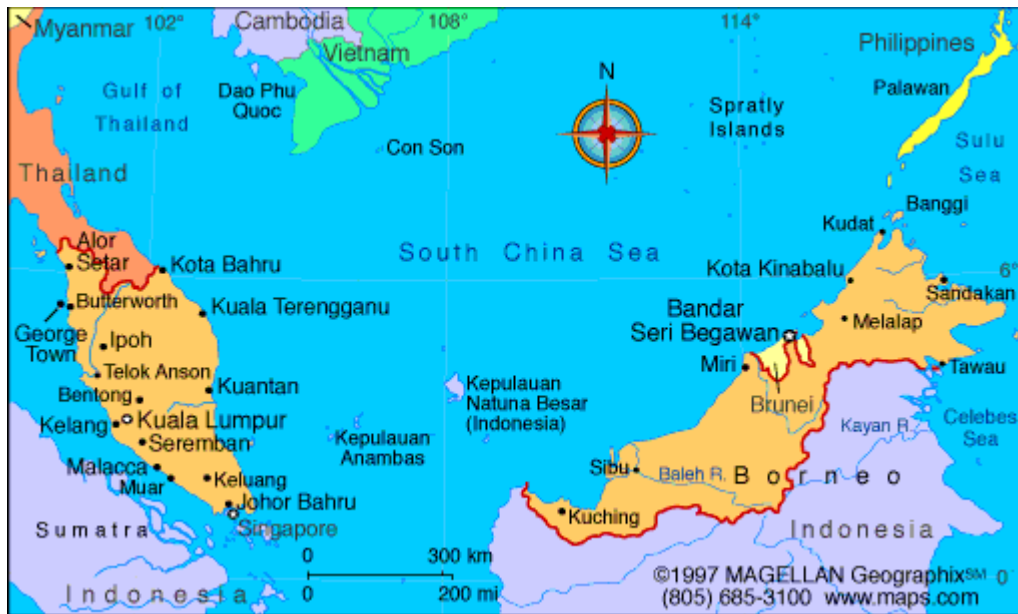 102°
108°
114°
Myanmar
Cambodia
Vietnam
Philippines
Gulf of
Thailand
Dao Phu
Quoc
N
Spratly
Islands
Palawan
Con Son
Sulu
Sea
Thailand
Banggi
Kudat
Alor
Setar
Kota Bahru
South China Sea
Kota Kinabalu
6°
Butterworth
Kuala Terengganu
Sandakan
George
Town
Bandar
Seri Begawan
Melalap
Ipoh
Telok Anson
Miri
Tawau
Bentong
Kuantan
Kepulauan
Natuna Besar
(Indonesia)
Brunei
Kelang
Kuala Lumpur
Kayan R.
Celebes
Sea
Seremban
Kepulauan
Anambas
Malacca
Muar
Keluang
Sibu
Baleh R.
Borneo
Johor Bahru
Singapore
Kuching
Sumatra
Indonesia
0
300 km
0
200 mi
Indonesia
©1997 MAGELLAN Geographix℠
(805) 685-3100 www.maps.com
0°